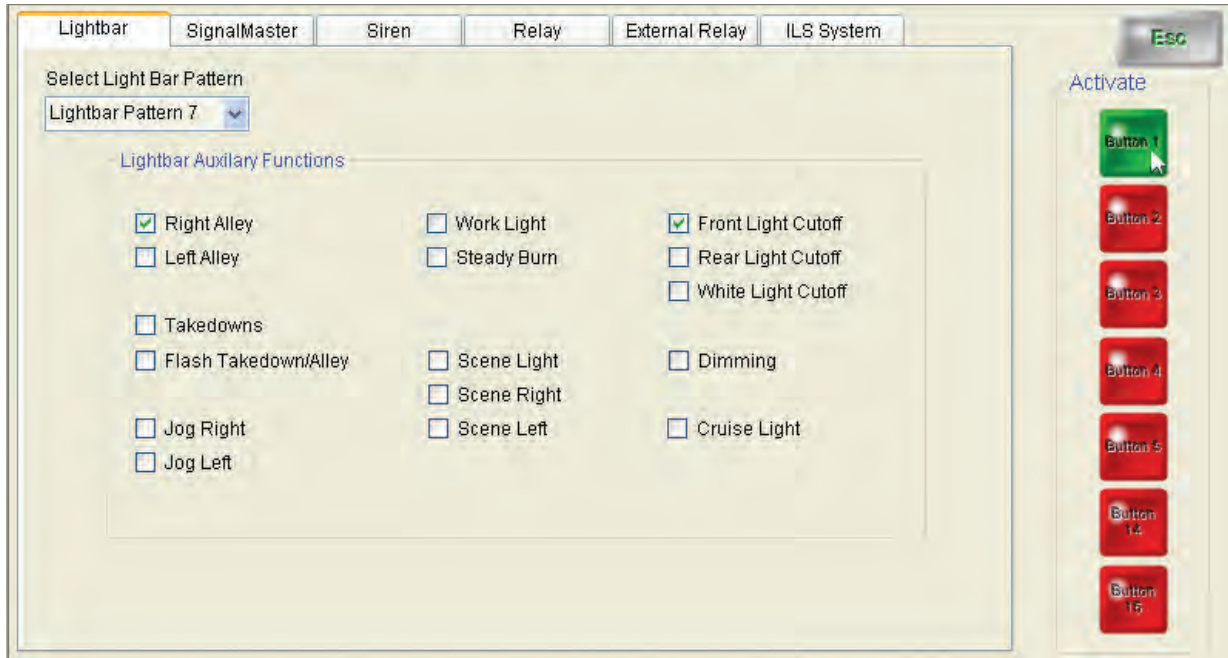 Lightbar SignalMaster Siren Relay External Relay ILS System
Esc
Select Light Bar Pattern
Lightbar Pattern 7
Lightbar Auxilary Functions
Right Alley Work Light Front Light Cutoff
Left Alley Steady Burn Rear Light Cutoff
White Light Cutoff
Takedowns
Flash Takedown/Alley Scene Light Dimming
Scene Right
Jog Right Scene Left Cruise Light
Jog Left
Activate
Button 1
Button 2
Button 3
Button 4
Button 5
Button
14
Button
15